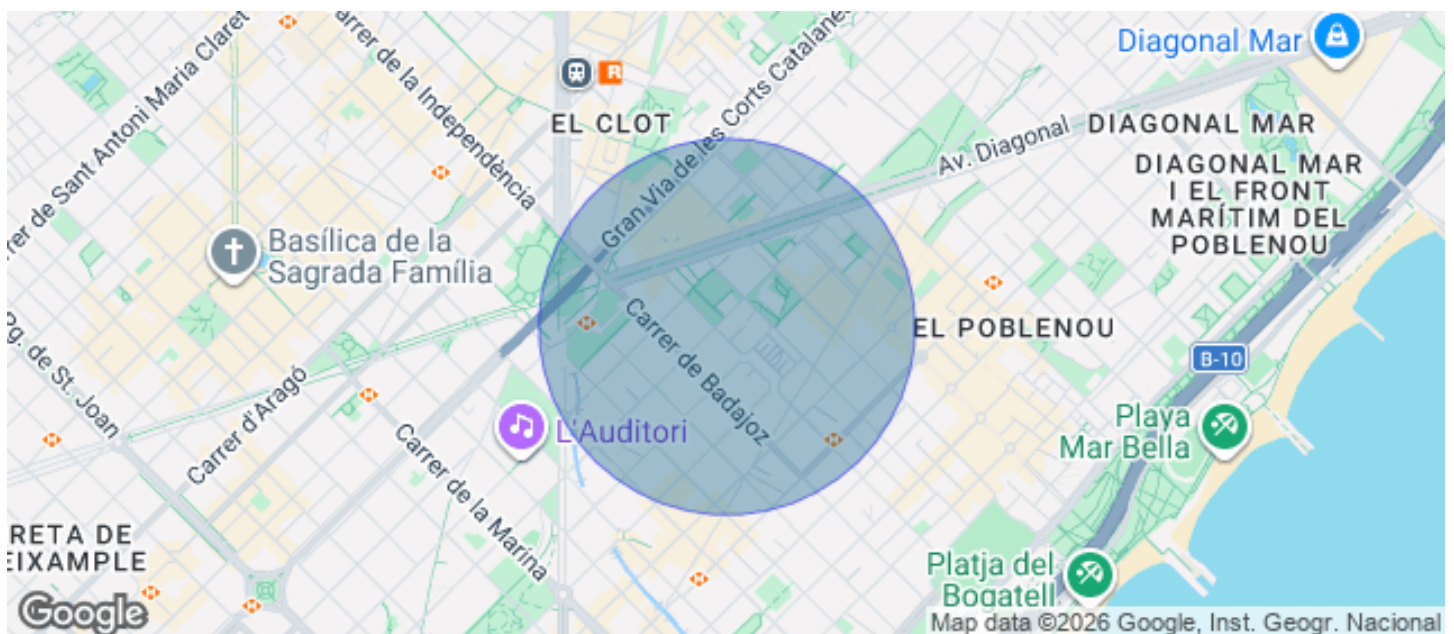 Carrer de Sant Antoni Maria Claret
Carrer de la Independència
R
EL CLOT
Gran Via de les Corts Catalanes
Diagonal Mar
DIAGONAL MAR
Av. Diagonal
DIAGONAL MAR
I EL FRONT
MARÍTIM DEL
POBLENOU
Basílica de la
Sagrada Família
Pg. de St. Joan
Carrer d'Aragó
Carrer de Badajoz
EL POBLENOU
B-10
L'Auditori
Carrer de la Marina
Playa
Mar Bella
RETA DE
EIXAMPLE
Platja del
Bogatell
Google
Map data ©2026 Google, Inst. Geogr. Nacional